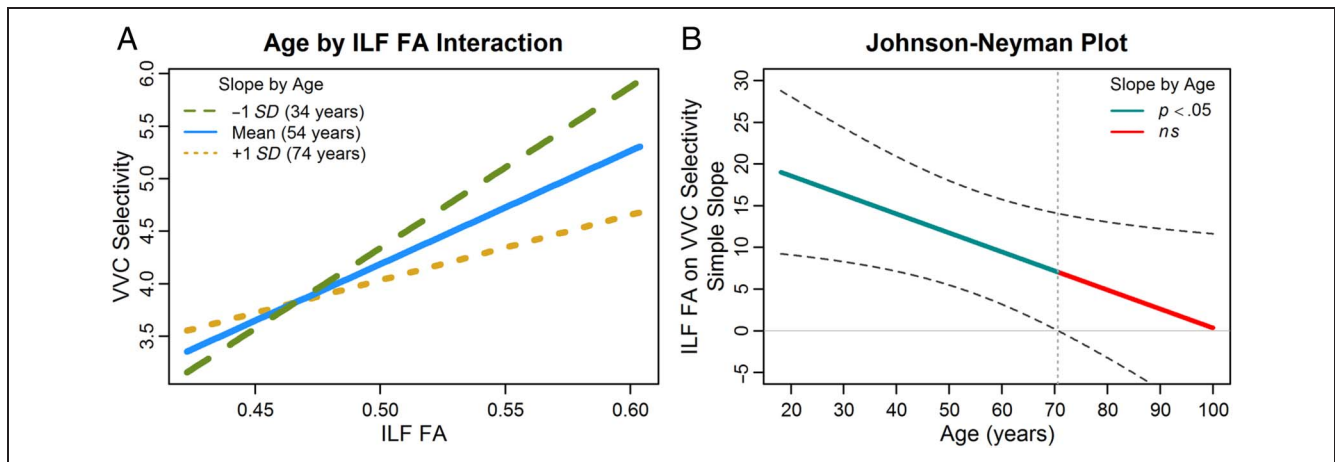 A
Age by ILF FA Interaction
Slope by Age
–1 SD (34 years)
Mean (54 years)
+1 SD (74 years)
VVC Selectivity
6.0
5.5
5.0
4.5
4.0
3.5
0.45 0.50 0.55 0.60
ILF FA
B
Johnson-Neyman Plot
Slope by Age
p < .05
ns
ILF FA on VVC Selectivity
Simple Slope
30
25
20
15
10
5
0
–5
20 30 40 50 60 70 80 90 100
Age (years)